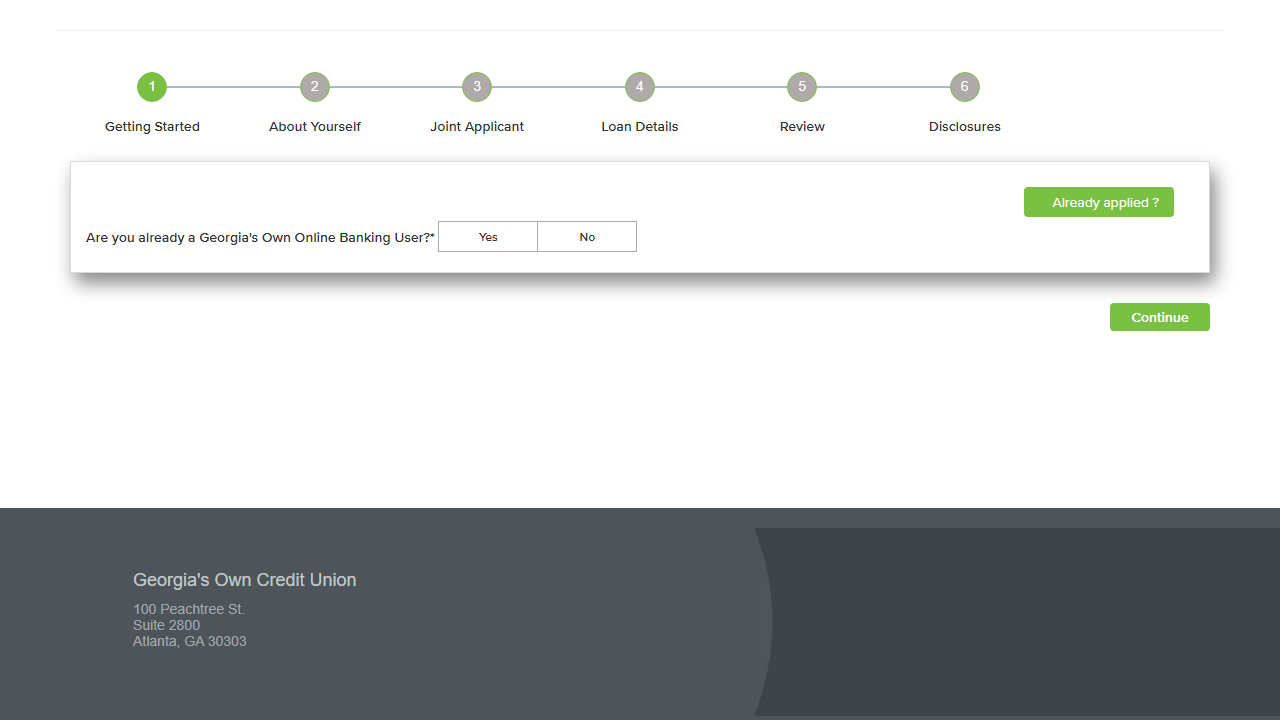 1 2 3 4 5 6
Getting Started About Yourself Joint Applicant Loan Details Review Disclosures
Already applied ?
Are you already a Georgia's Own Online Banking User?* Yes No
Continue
Georgia's Own Credit Union
100 Peachtree St.
Suite 2800
Atlanta, GA 30303